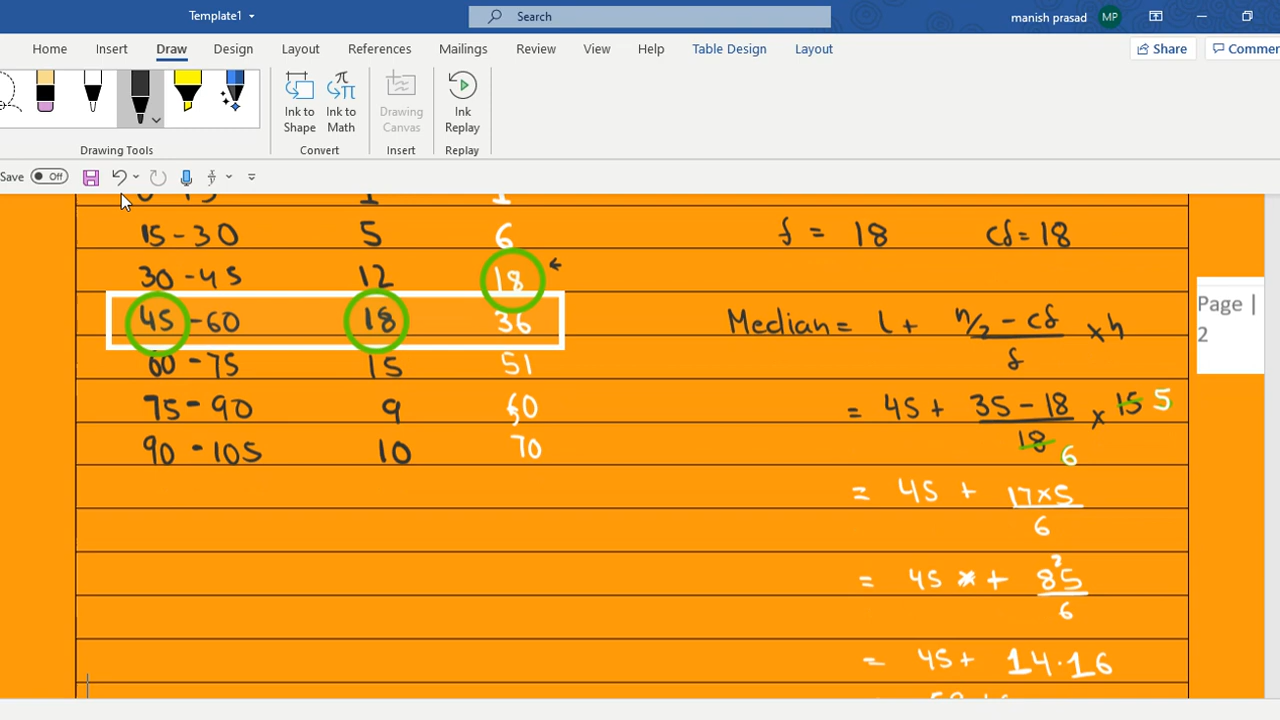 Template1
Search
manish prasad
MP
Home Insert Draw Design Layout References Mailings Review View Help Table Design Layout
Share
Comme
Ink to Shape
Ink to Math
Drawing Canvas
Ink Replay
Drawing Tools
Convert
Insert
Replay
Save Off
15 - 30 5 6
30 - 45 12 18
45 - 60 18 36
60 - 75 15 51
75 - 90 9 60
90 - 105 10 70
f = 18 cf = 18
Median = l + n/2 - cf / f × h
= 45 + 35 - 18 / 18 × 15 5
6
= 45 + 17×5 / 6
= 45 + 85 / 6
= 45 + 14.16
Page |
2